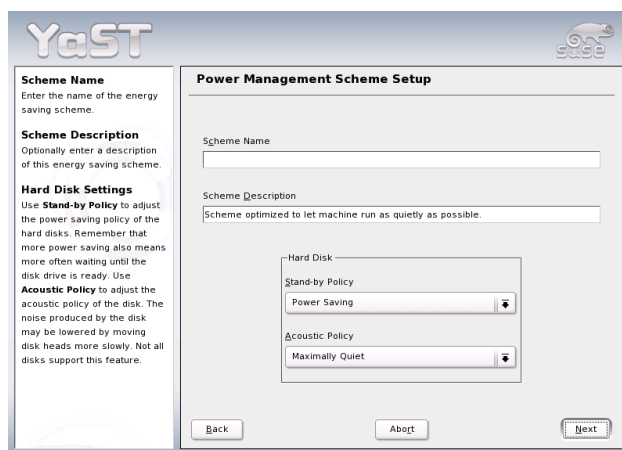 YaST
SUSE
Scheme Name
Enter the name of the energy
saving scheme.
Scheme Description
Optionally enter a description
of this energy saving scheme.
Hard Disk Settings
Use Stand-by Policy to adjust
the power saving policy of the
hard disks. Remember that
more power saving also means
more often waiting until the
disk drive is ready. Use
Acoustic Policy to adjust the
acoustic policy of the disk. The
noise produced by the disk
may be lowered by moving
disk heads more slowly. Not all
disks support this feature.
Power Management Scheme Setup
Scheme Name
Scheme Description
Scheme optimized to let machine run as quietly as possible.
Hard Disk
Stand-by Policy
Power Saving
Acoustic Policy
Maximally Quiet
Back
Abort
Next